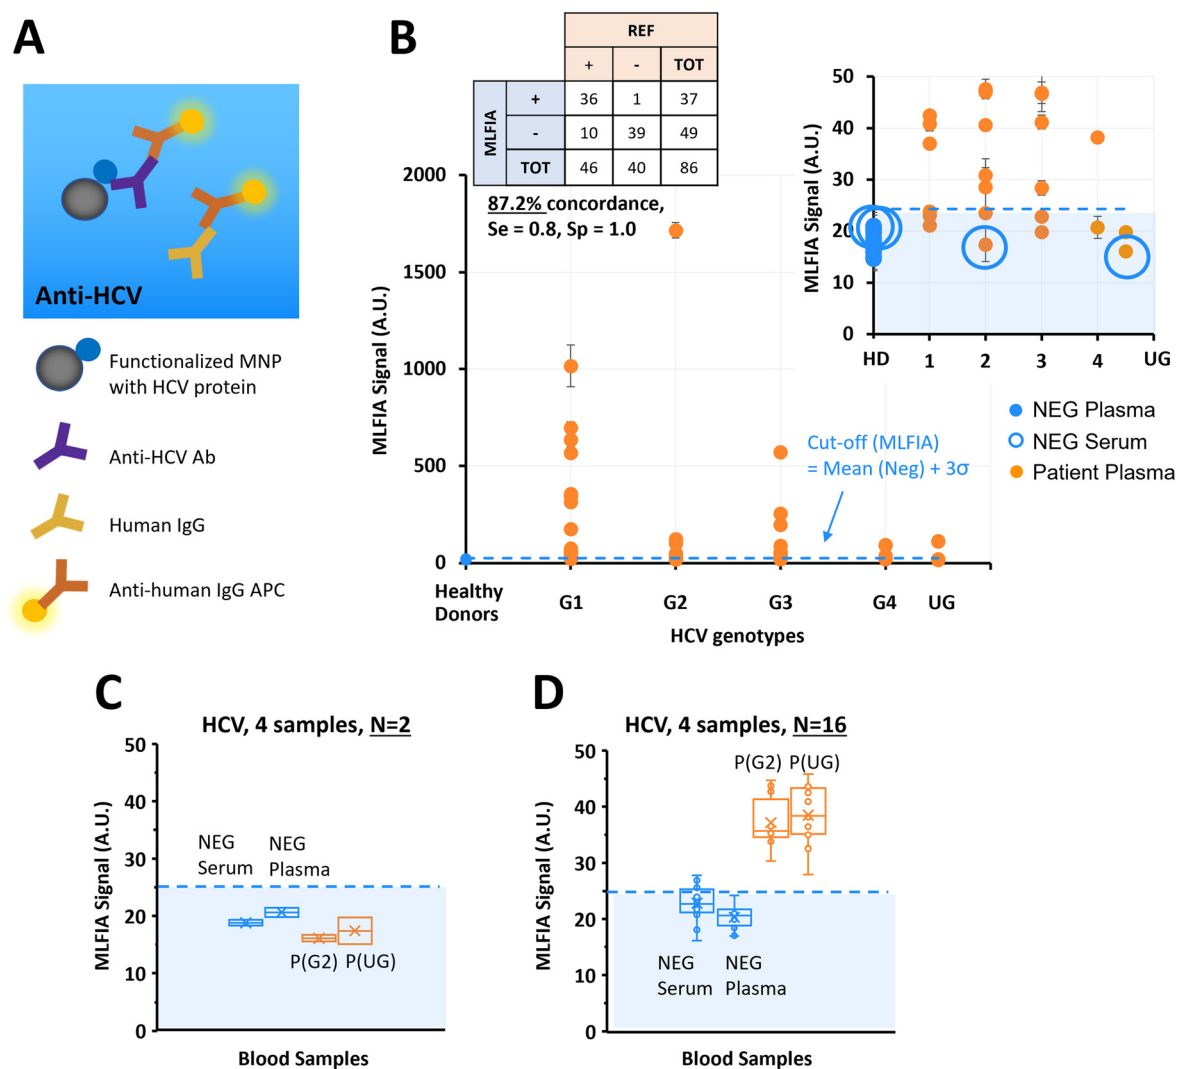 A
Anti-HCV
Functionalized MNP
with HCV protein
Anti-HCV Ab
Human IgG
Anti-human IgG APC
B
REF
+ - TOT
MLFIA
+ 36 1 37
- 10 39 49
TOT 46 40 86
87.2% concordance,
Se = 0.8, Sp = 1.0
MLFIA Signal (A.U.)
2000
1500
1000
500
0
Healthy
Donors
G1 G2 G3 G4 UG
HCV genotypes
Cut-off (MLFIA)
= Mean (Neg) + 3σ
MLFIA Signal (A.U.)
50
40
30
20
10
0
HD 1 2 3 4 UG
NEG Plasma
NEG Serum
Patient Plasma
C
HCV, 4 samples, N=2
MLFIA Signal (A.U.)
50
40
30
20
10
0
NEG
Serum
NEG
Plasma
P(G2) P(UG)
Blood Samples
D
HCV, 4 samples, N=16
MLFIA Signal (A.U.)
50
40
30
20
10
0
P(G2) P(UG)
NEG
Serum
NEG
Plasma
Blood Samples